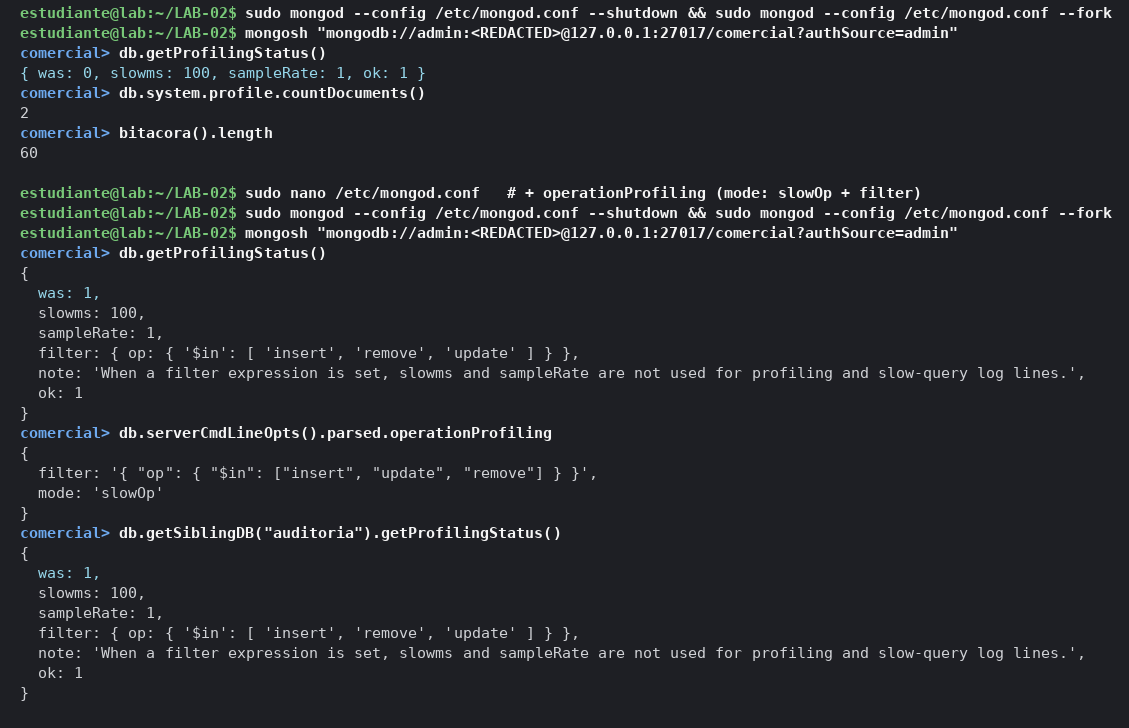 estudiante@lab:~/LAB-02$ sudo mongod --config /etc/mongod.conf --shutdown && sudo mongod --config /etc/mongod.conf --fork
estudiante@lab:~/LAB-02$ mongosh "mongodb://admin:<REDACTED>@127.0.0.1:27017/comercial?authSource=admin"
comercial> db.getProfilingStatus()
{ was: 0, slowms: 100, sampleRate: 1, ok: 1 }
comercial> db.system.profile.countDocuments()
2
comercial> bitacora().length
60
estudiante@lab:~/LAB-02$ sudo nano /etc/mongod.conf   # + operationProfiling (mode: slowOp + filter)
estudiante@lab:~/LAB-02$ sudo mongod --config /etc/mongod.conf --shutdown && sudo mongod --config /etc/mongod.conf --fork
estudiante@lab:~/LAB-02$ mongosh "mongodb://admin:<REDACTED>@127.0.0.1:27017/comercial?authSource=admin"
comercial> db.getProfilingStatus()
{
  was: 1,
  slowms: 100,
  sampleRate: 1,
  filter: { op: { '$in': [ 'insert', 'remove', 'update' ] } },
  note: 'When a filter expression is set, slowms and sampleRate are not used for profiling and slow-query log lines.',
  ok: 1
}
comercial> db.serverCmdLineOpts().parsed.operationProfiling
{
  filter: '{ "op": { "$in": ["insert", "update", "remove"] } }',
  mode: 'slowOp'
}
comercial> db.getSiblingDB("auditoria").getProfilingStatus()
{
  was: 1,
  slowms: 100,
  sampleRate: 1,
  filter: { op: { '$in': [ 'insert', 'remove', 'update' ] } },
  note: 'When a filter expression is set, slowms and sampleRate are not used for profiling and slow-query log lines.',
  ok: 1
}